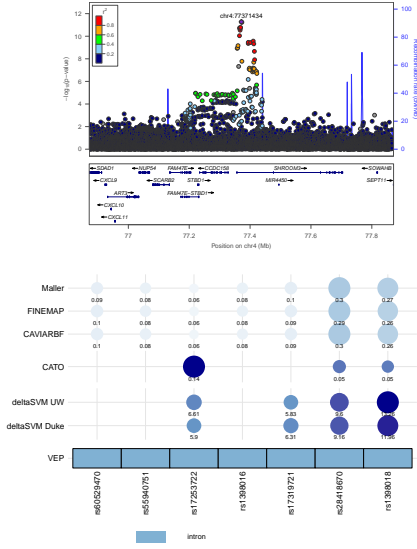 chr4:77371434
r²
0.8
0.6
0.4
0.2
12
10
8
6
4
2
0
−log₁₀(p−value)
100
80
60
40
20
0
Recombination rate (cM/Mb)
SDAD1 NUP54 FAM47E CCDC158 SHROOM3 SOWAHB
CXCL9 SCARB2 STBD1 MIR4450 SEPT11
ART3 FAM47E−STBD1
CXCL10
CXCL11
77 77.2 77.4 77.6 77.8
Position on chr4 (Mb)
Maller
0.09 0.08 0.06 0.08 0.1 0.3 0.27
FINEMAP
0.1 0.08 0.06 0.08 0.09 0.29 0.26
CAVIARBF
0.1 0.08 0.06 0.08 0.09 0.3 0.26
CATO
0.14 0.05 0.05
deltaSVM UW
6.61 5.83 9.6
deltaSVM Duke
5.9 6.31 9.16 11.96
VEP
rs60529470
rs55940751
rs17253722
rs1398016
rs17319721
rs28418670
rs1398018
intron